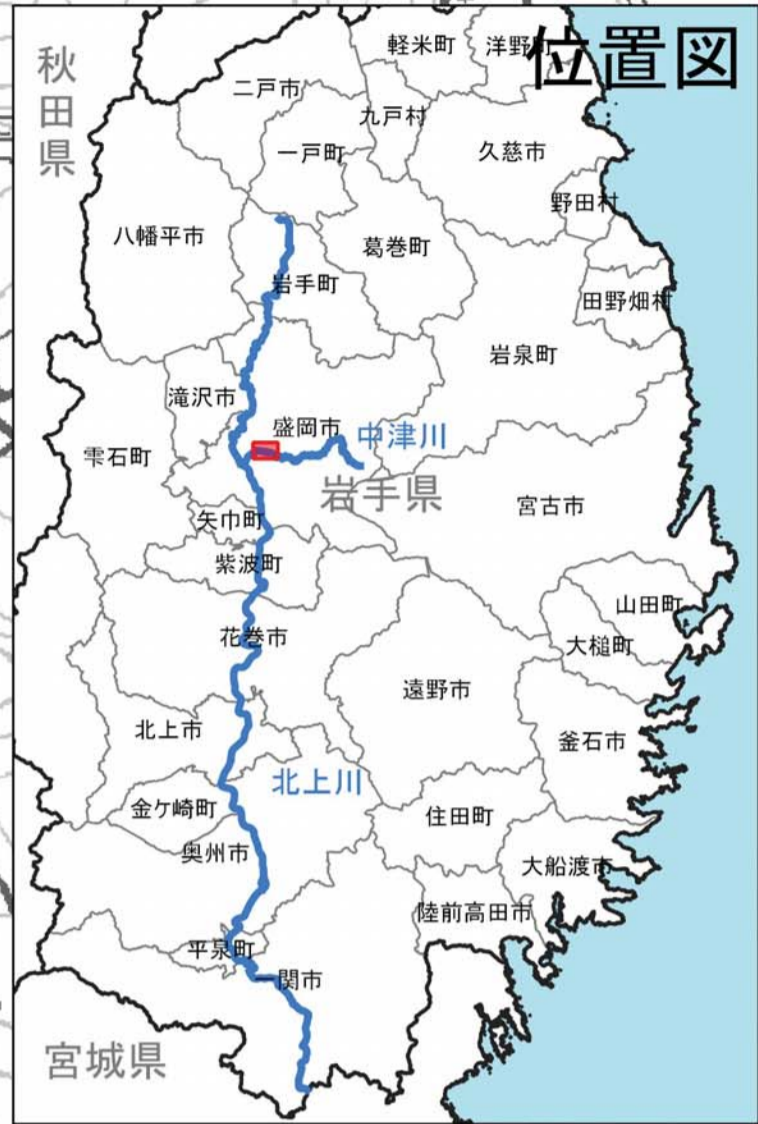 位置図
秋田県
軽米町
洋野町
二戸市
九戸村
一戸町
久慈市
野田村
八幡平市
葛巻町
岩手町
田野畑村
岩泉町
滝沢市
盛岡市
中津川
雫石町
岩手県
宮古市
矢巾町
紫波町
山田町
花巻市
大槌町
遠野市
北上市
釜石市
北上川
金ケ崎町
住田町
奥州市
大船渡市
陸前高田市
平泉町
一関市
宮城県